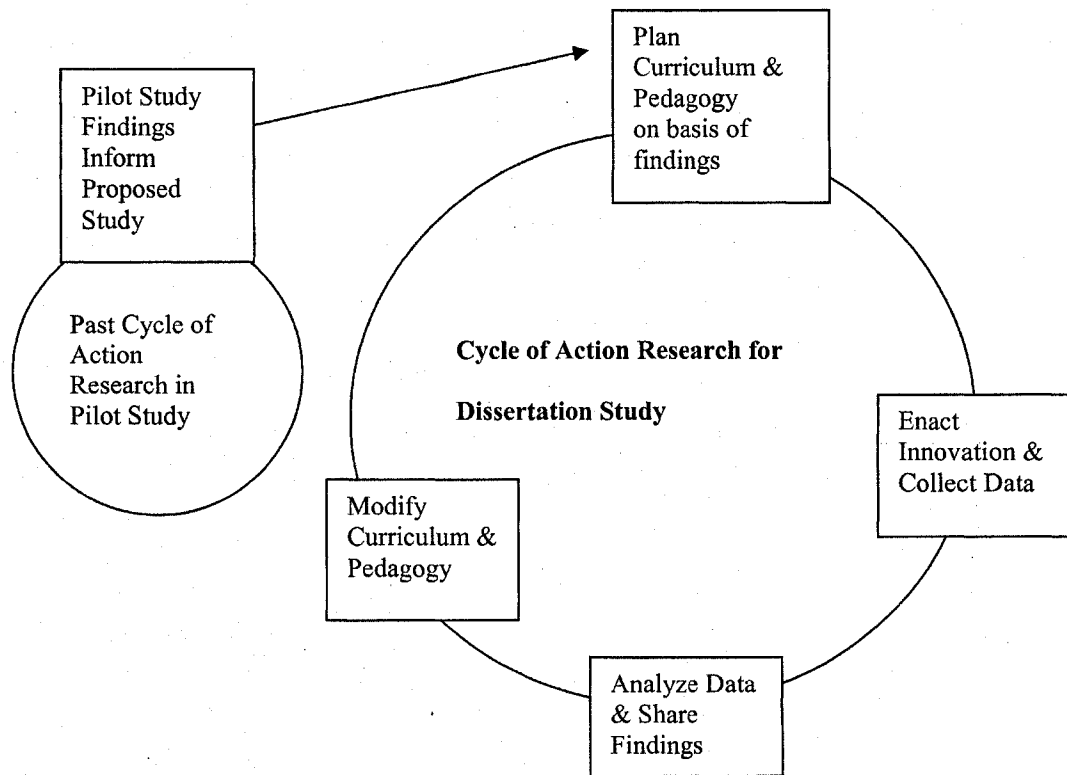 Pilot Study
Findings
Inform
Proposed
Study
Past Cycle of
Action
Research in
Pilot Study
Plan
Curriculum &
Pedagogy
on basis of
findings
Cycle of Action Research for
Dissertation Study
Enact
Innovation &
Collect Data
Analyze Data
& Share
Findings
Modify
Curriculum &
Pedagogy